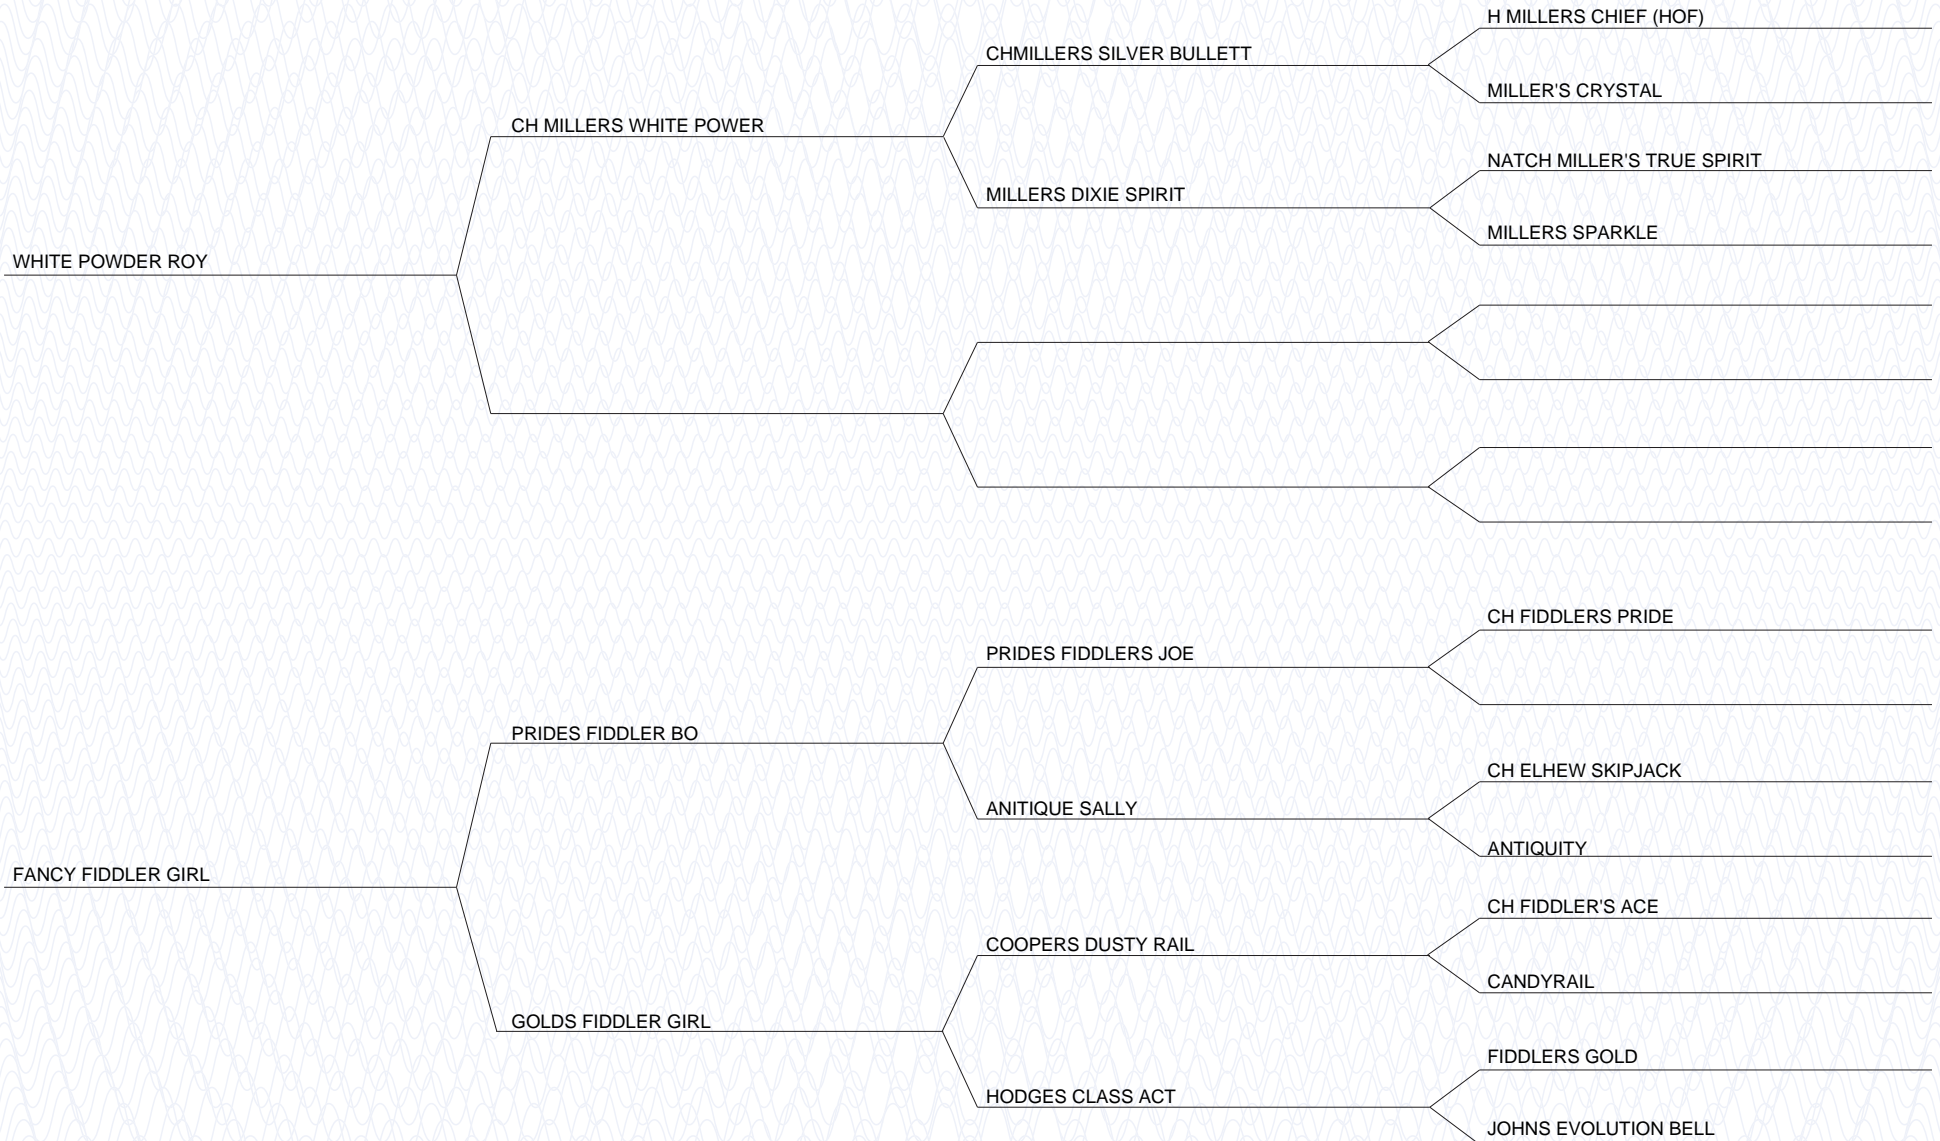 H MILLERS CHIEF (HOF)
CHMILLERS SILVER BULLETT
MILLER'S CRYSTAL
CH MILLERS WHITE POWER
NATCH MILLER'S TRUE SPIRIT
MILLERS DIXIE SPIRIT
MILLERS SPARKLE
WHITE POWDER ROY
CH FIDDLERS PRIDE
PRIDES FIDDLERS JOE
PRIDES FIDDLER BO
CH ELHEW SKIPJACK
ANITIQUE SALLY
ANTIQUITY
FANCY FIDDLER GIRL
CH FIDDLER'S ACE
COOPERS DUSTY RAIL
CANDYRAIL
GOLDS FIDDLER GIRL
FIDDLERS GOLD
HODGES CLASS ACT
JOHNS EVOLUTION BELL